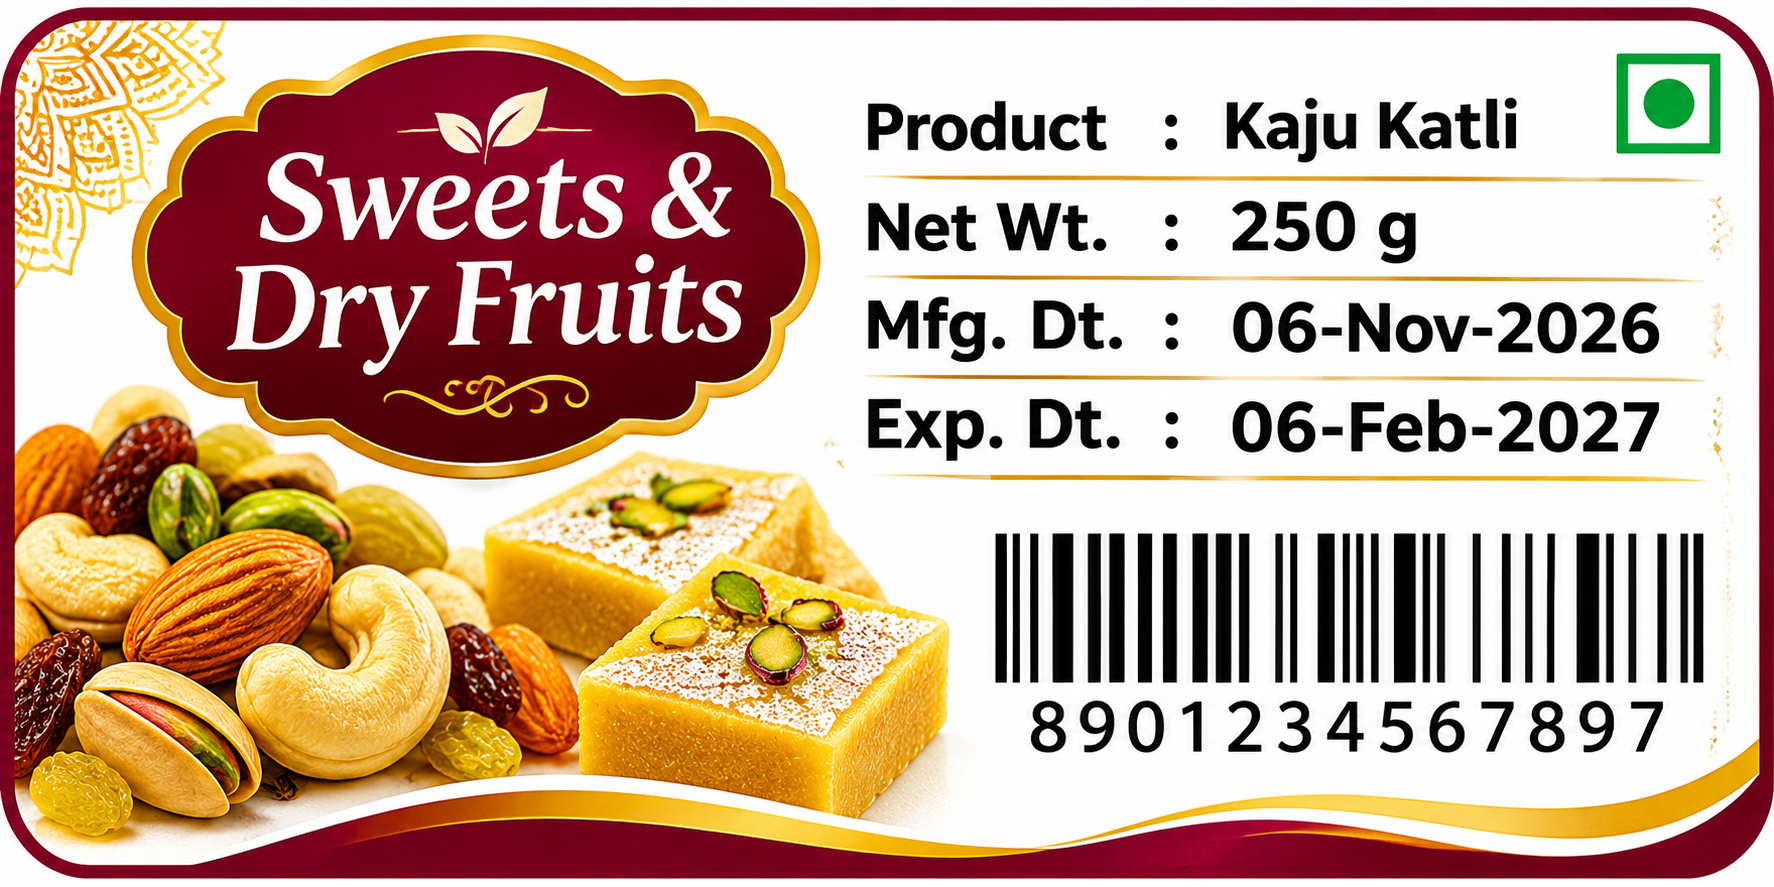 Sweets &
Dry Fruits
Product : Kaju Katli
Net Wt. : 250 g
Mfg. Dt. : 06-Nov-2026
Exp. Dt. : 06-Feb-2027
8901234567897